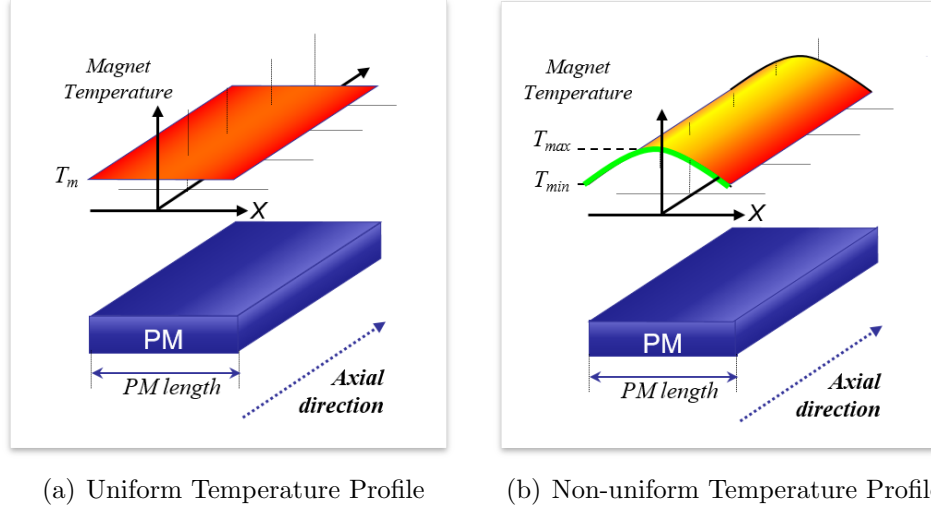 Magnet
Temperature
T_m
X
PM
PM length
Axial
direction
(a) Uniform Temperature Profile
Magnet
Temperature
T_max
T_min
X
PM
PM length
Axial
direction
(b) Non-uniform Temperature Profil